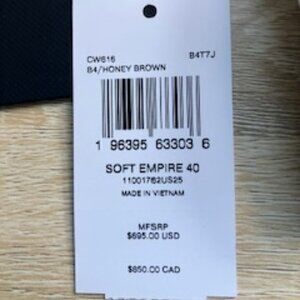 CW616 B4T7J
B4/HONEY BROWN
1 96395 63303 6
SOFT EMPIRE 40
11001762US25
MADE IN VIETNAM
MFSRP
$695.00 USD
$850.00 CAD